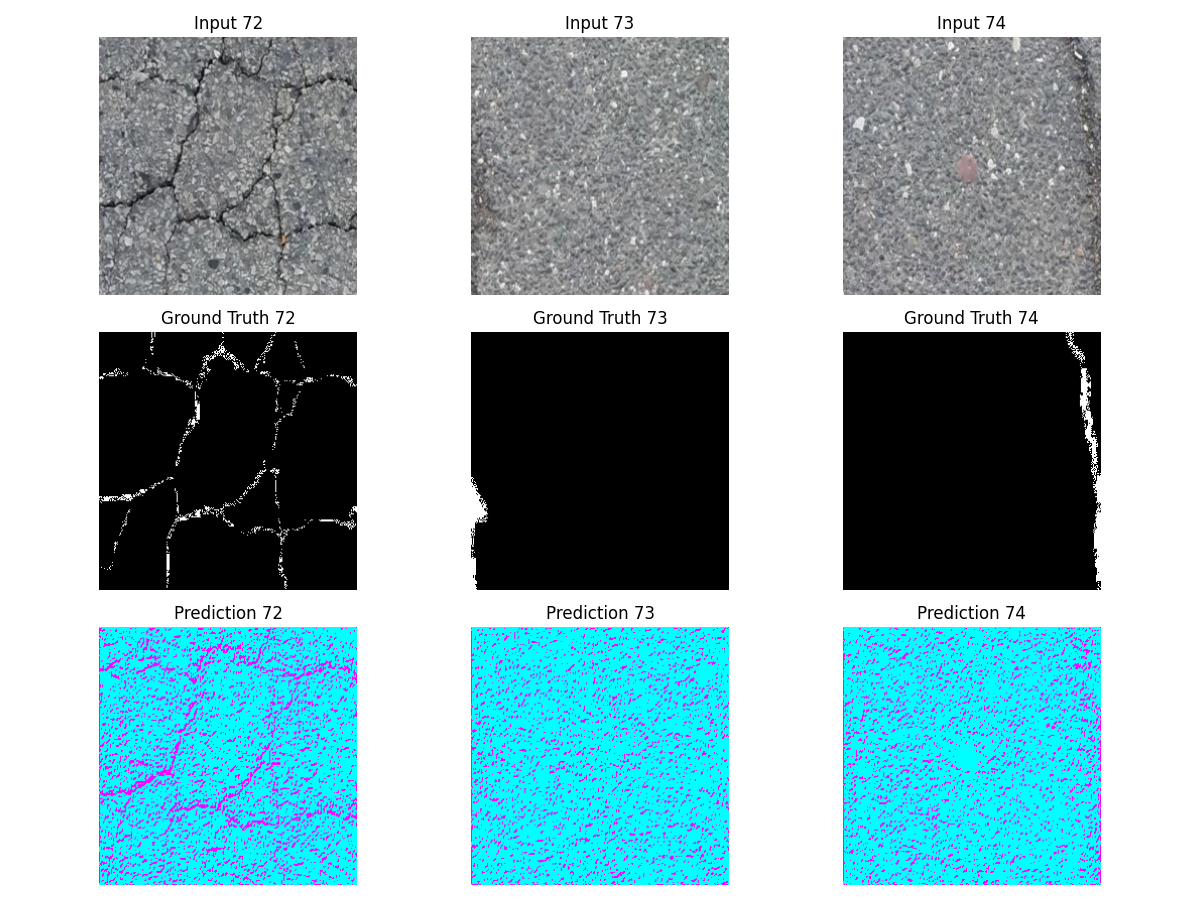 Input 72
Input 73
Input 74
Ground Truth 72
Ground Truth 73
Ground Truth 74
Prediction 72
Prediction 73
Prediction 74